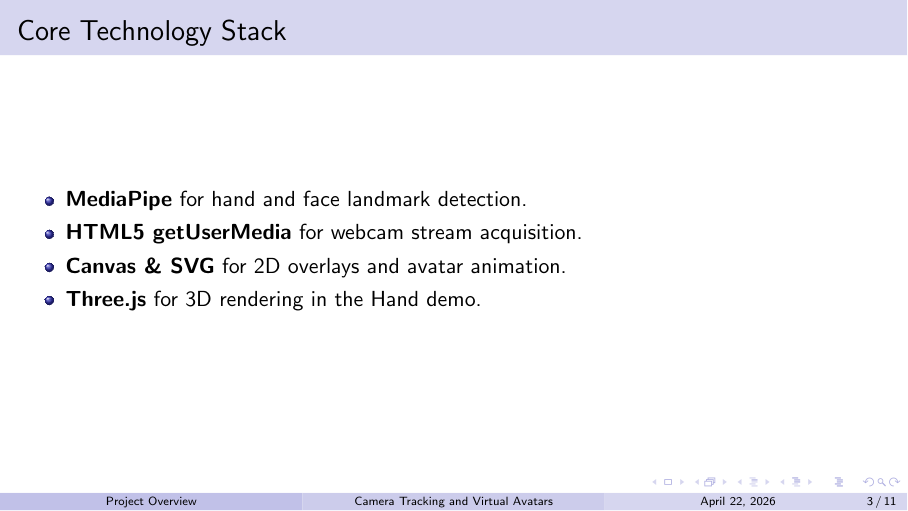 Core Technology Stack
MediaPipe for hand and face landmark detection.
HTML5 getUserMedia for webcam stream acquisition.
Canvas & SVG for 2D overlays and avatar animation.
Three.js for 3D rendering in the Hand demo.
Project Overview
Camera Tracking and Virtual Avatars
April 22, 2026
3 / 11